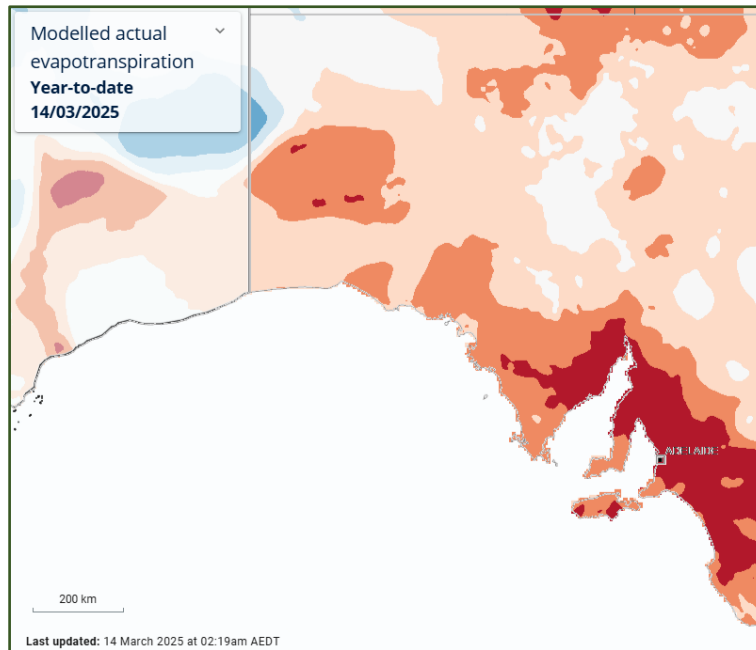 Modelled actual
evapotranspiration
Year-to-date
14/03/2025
ADELAIDE
200 km
Last updated: 14 March 2025 at 02:19am AEDT